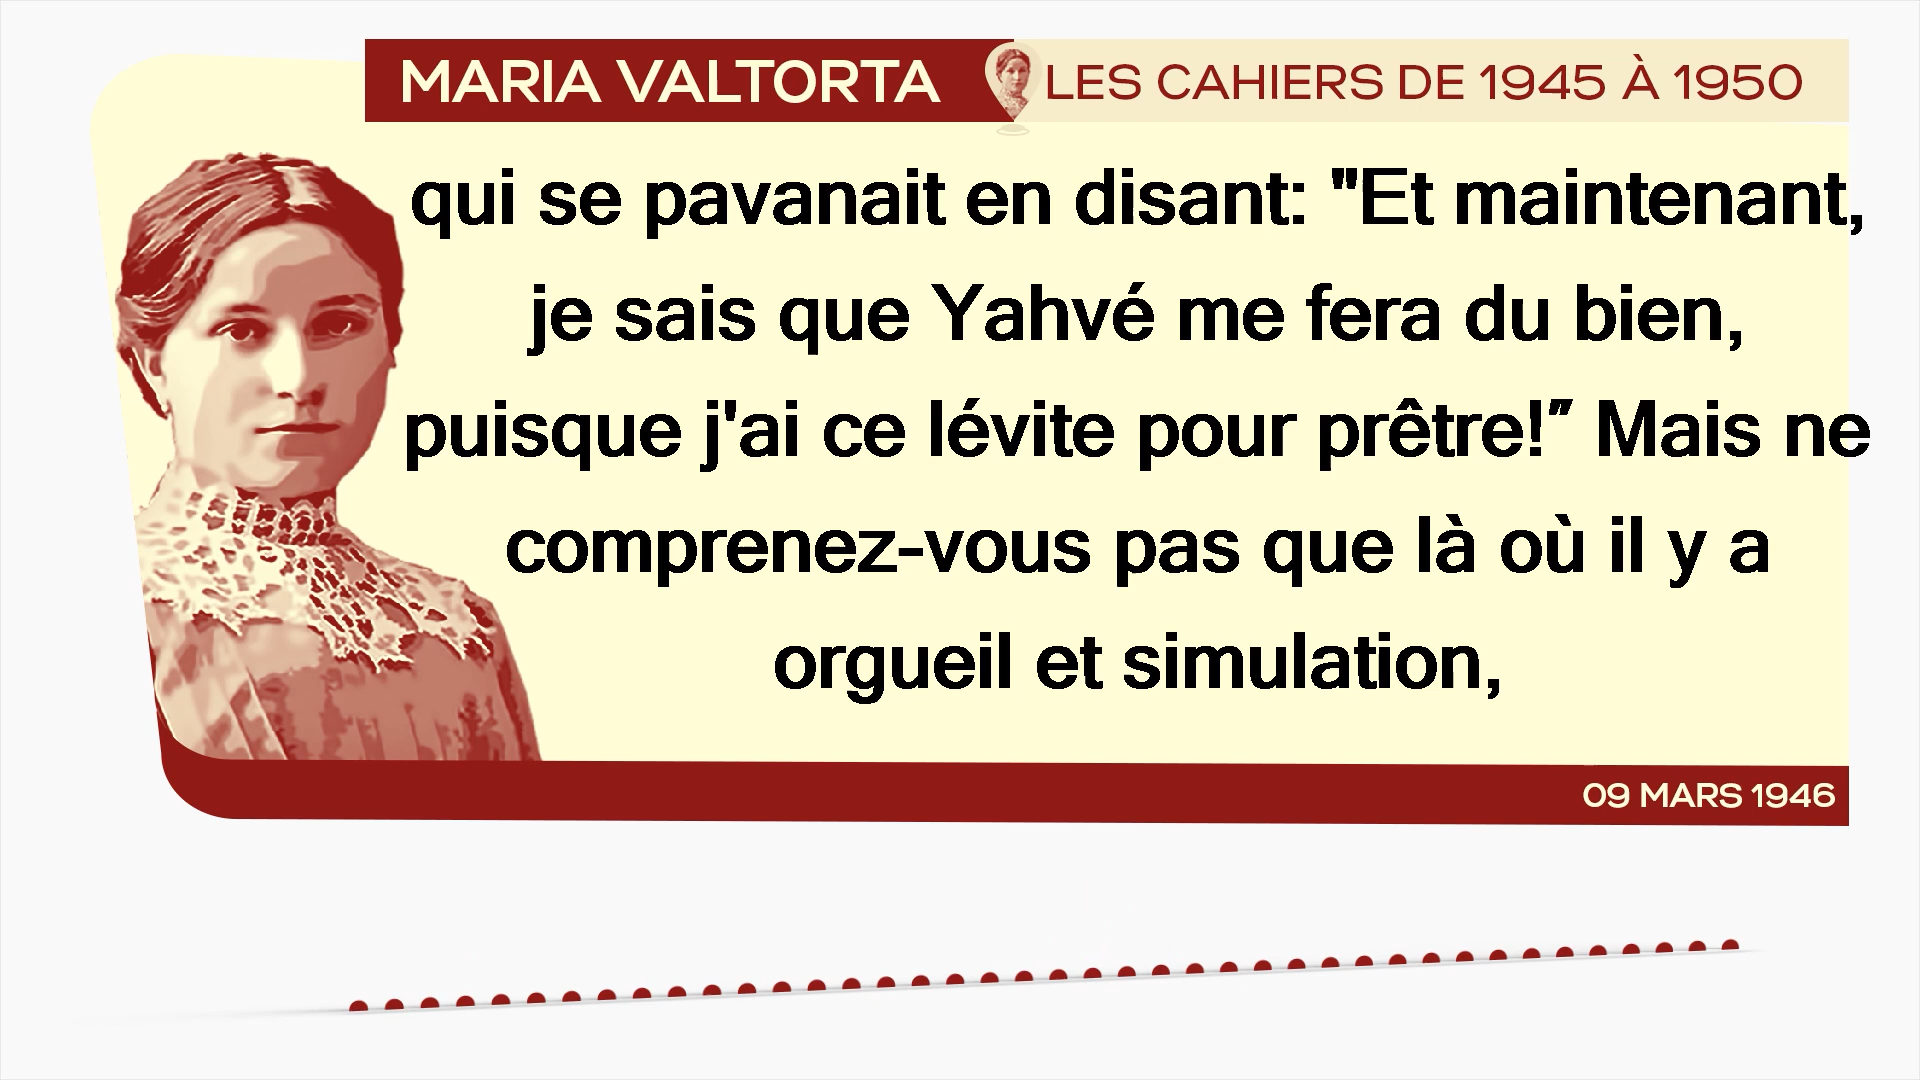 MARIA VALTORTA
LES CAHIERS DE 1945 À 1950
qui se pavanait en disant: "Et maintenant,
je sais que Yahvé me fera du bien,
puisque j'ai ce lévite pour prêtre!” Mais ne
comprenez-vous pas que là où il y a
orgueil et simulation,
09 MARS 1946